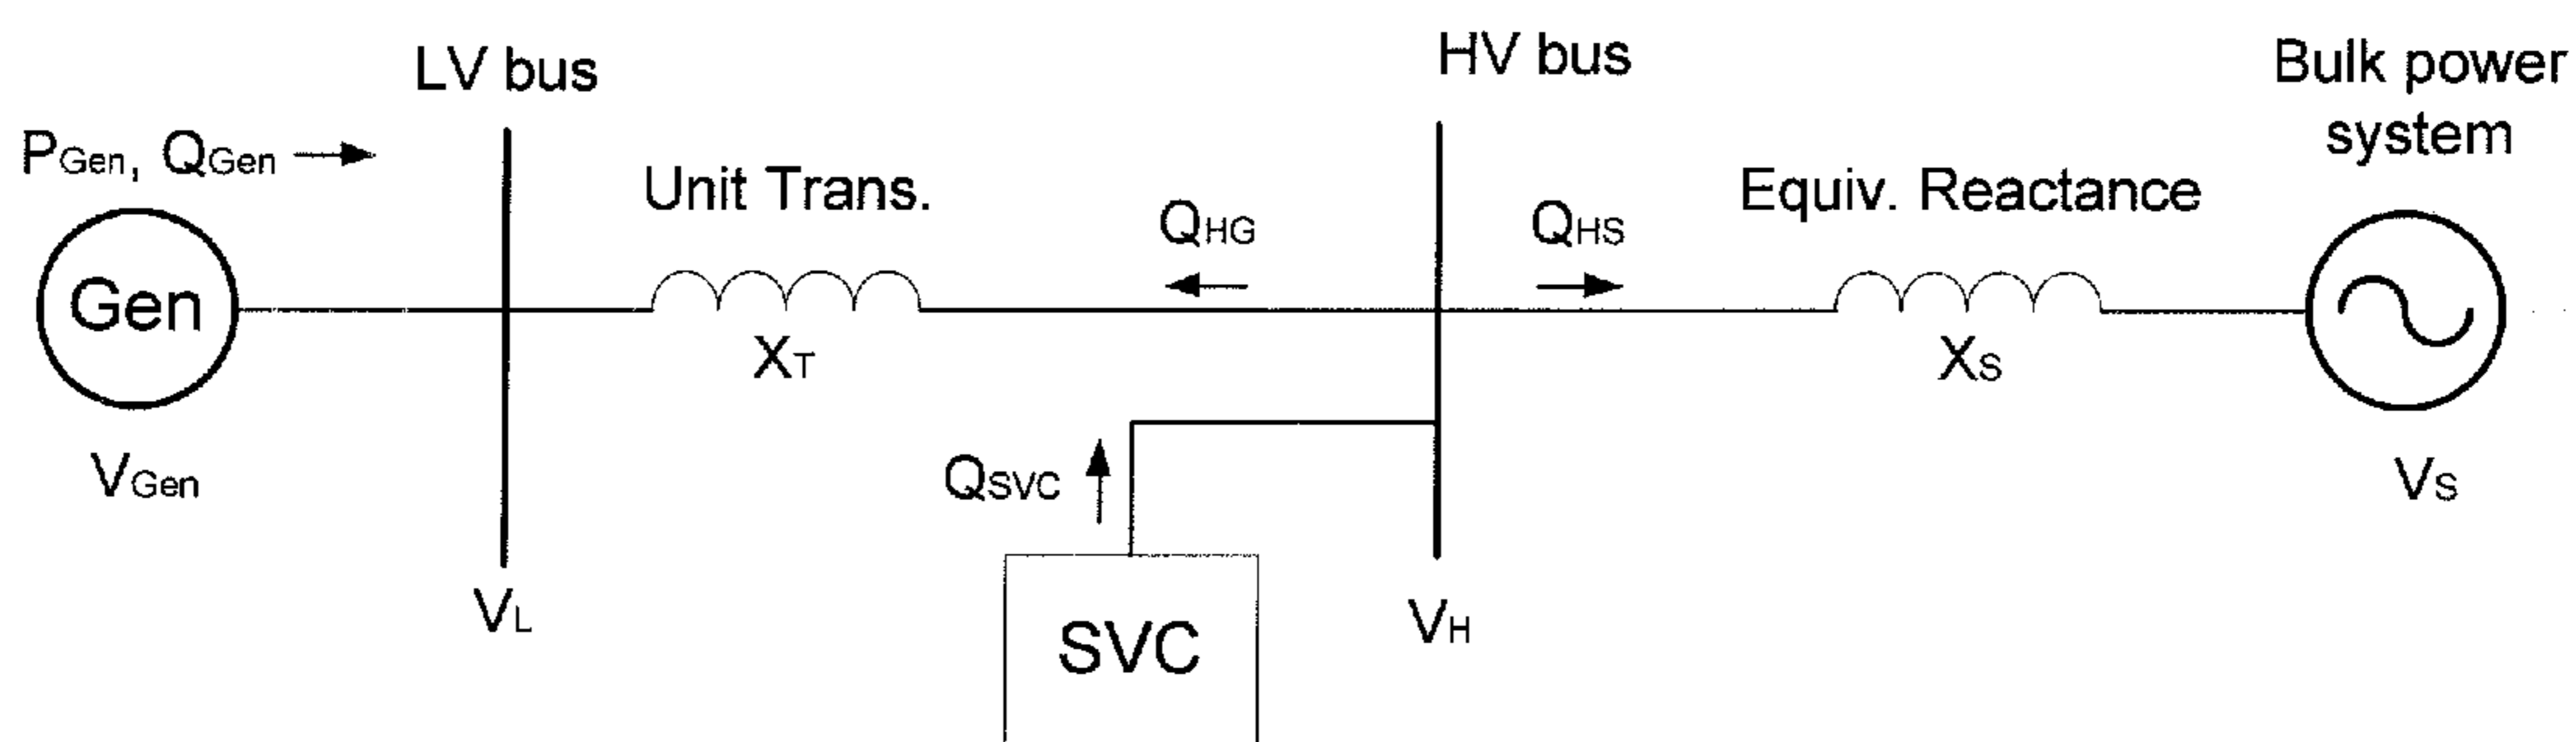 LV bus
HV bus
Bulk power
system
PGen, QGen
Unit Trans.
QHG
QHS
Equiv. Reactance
Gen
XT
XS
VGen
QSVC
VS
VL
SVC
VH